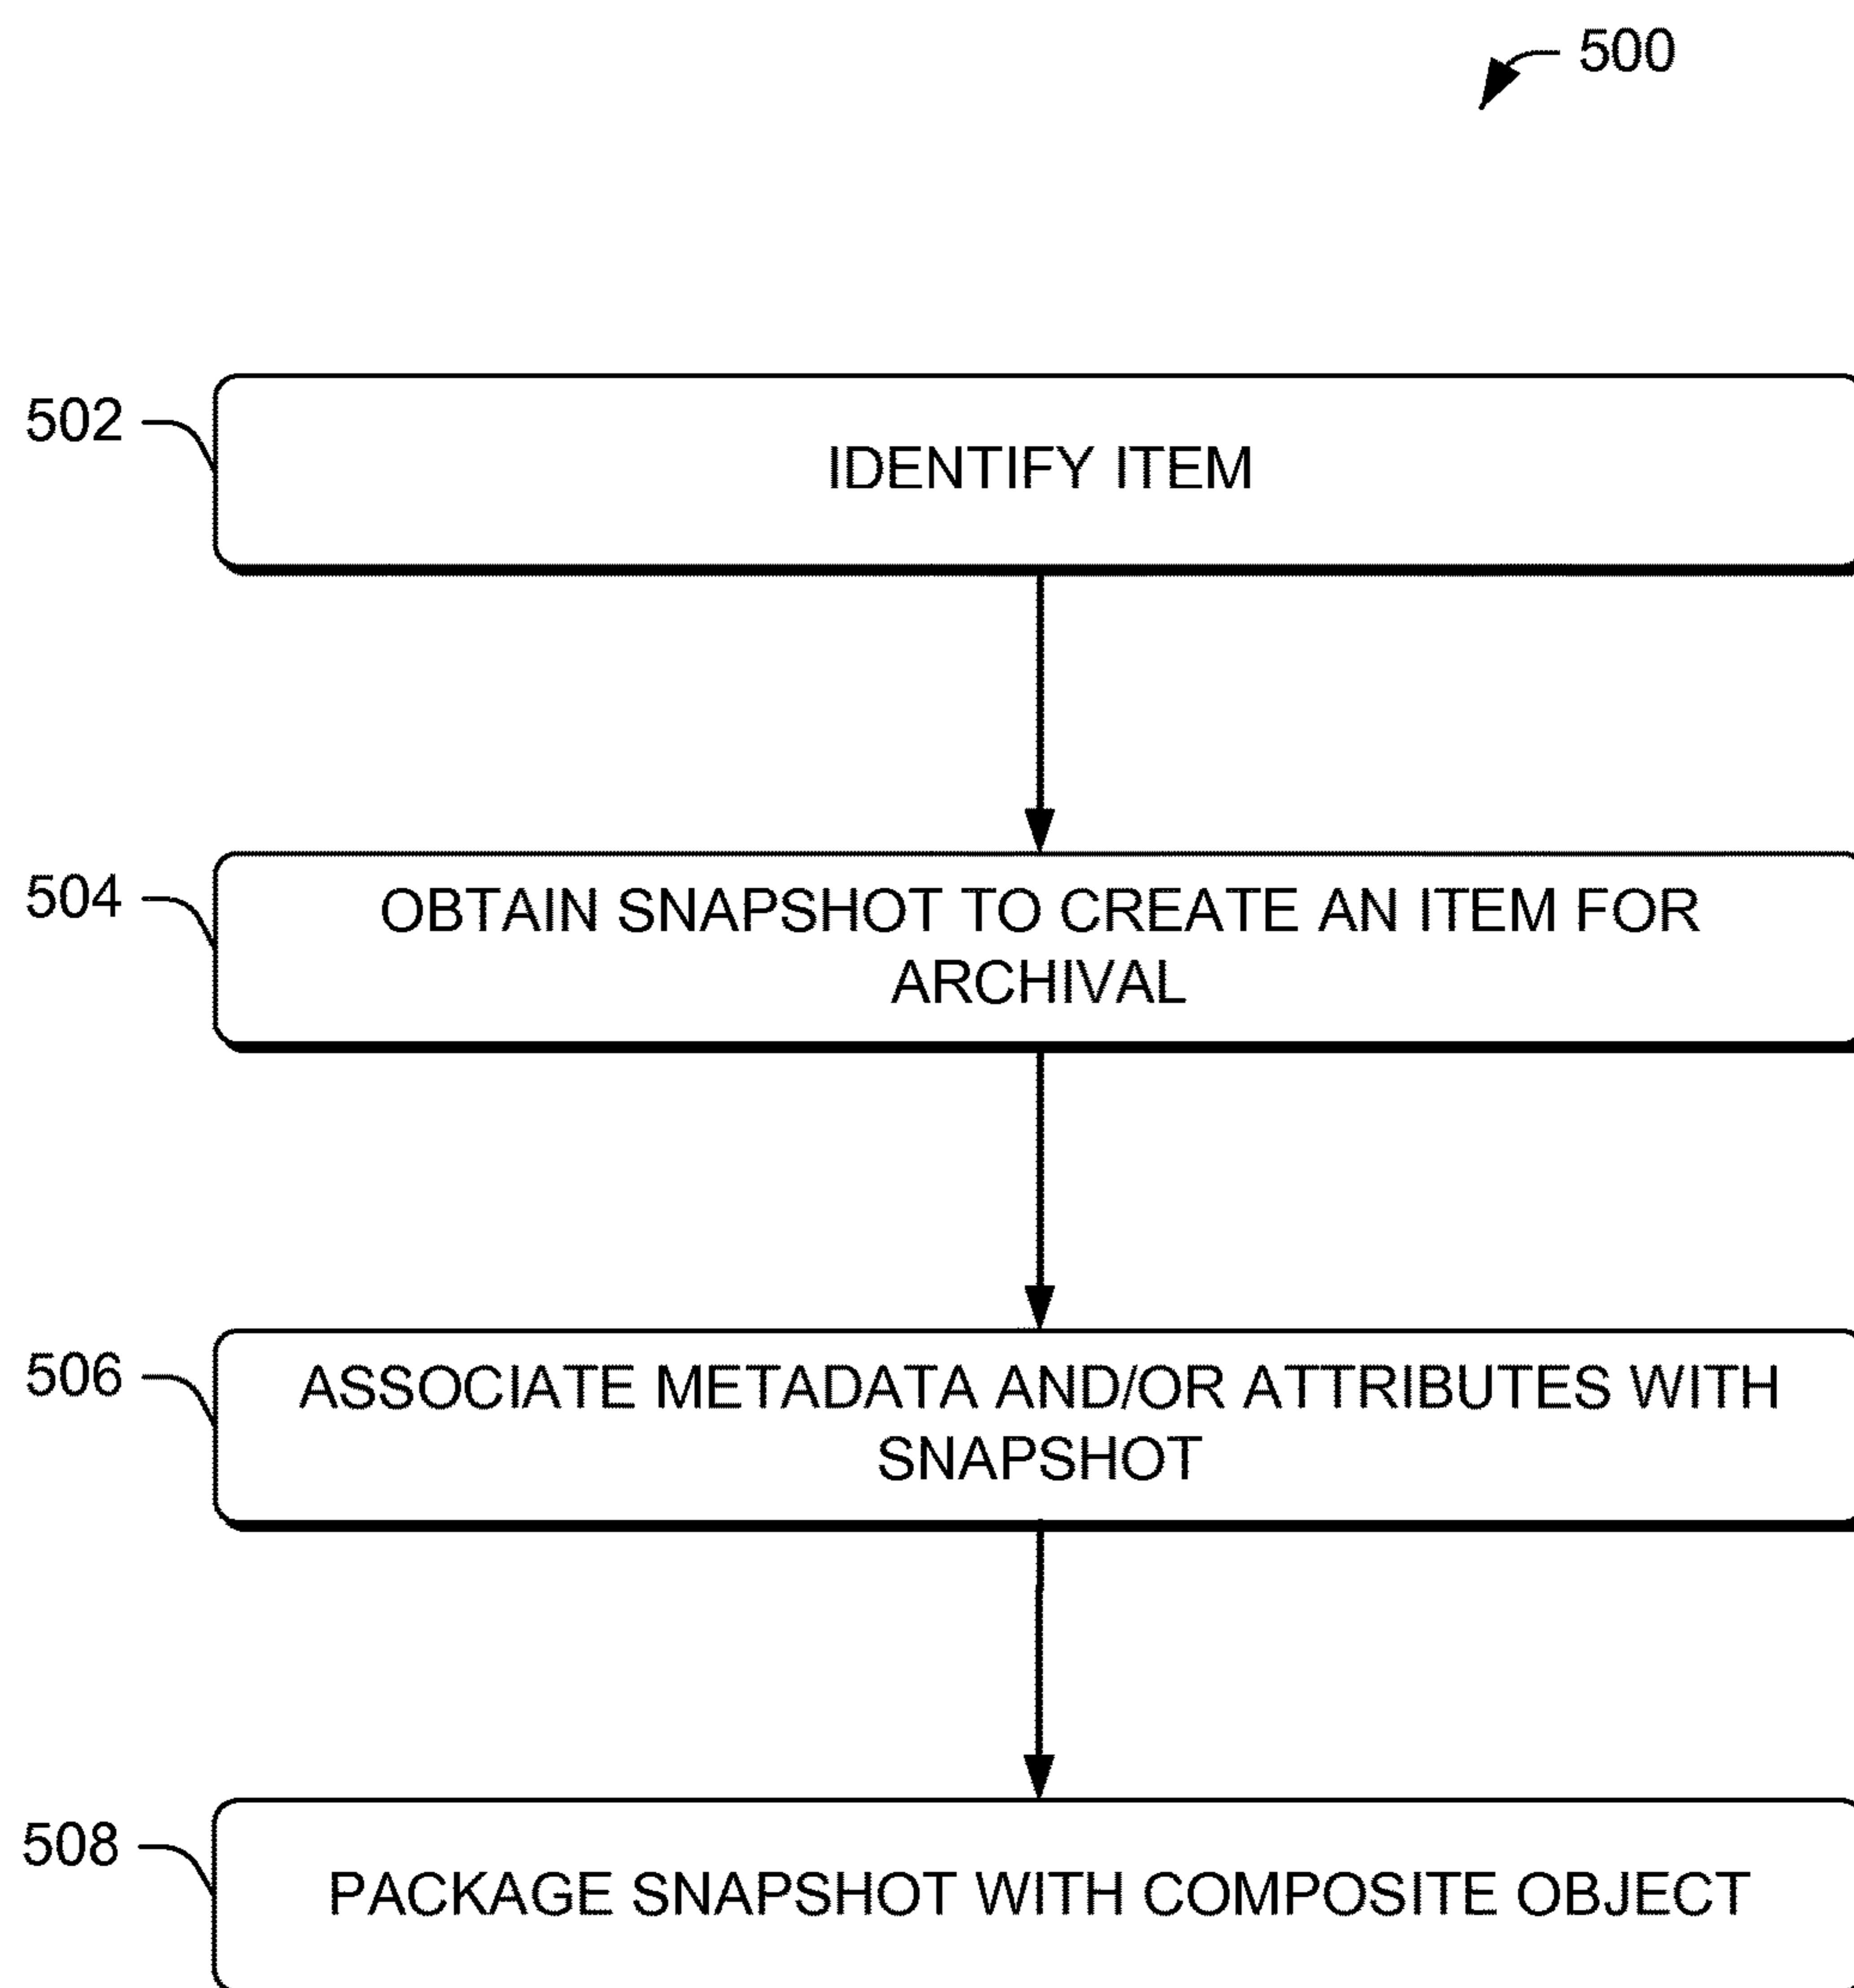 500
502
IDENTIFY ITEM
504
OBTAIN SNAPSHOT TO CREATE AN ITEM FOR
ARCHIVAL
506
ASSOCIATE METADATA AND/OR ATTRIBUTES WITH
SNAPSHOT
508
PACKAGE SNAPSHOT WITH COMPOSITE OBJECT